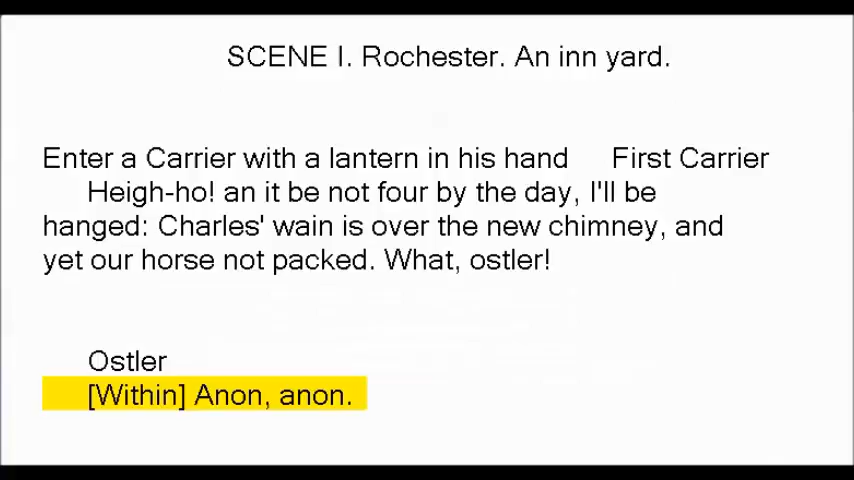 SCENE I. Rochester. An inn yard.
Enter a Carrier with a lantern in his hand First Carrier
Heigh-ho! an it be not four by the day, I'll be
hanged: Charles' wain is over the new chimney, and
yet our horse not packed. What, ostler!
Ostler
[Within] Anon, anon.